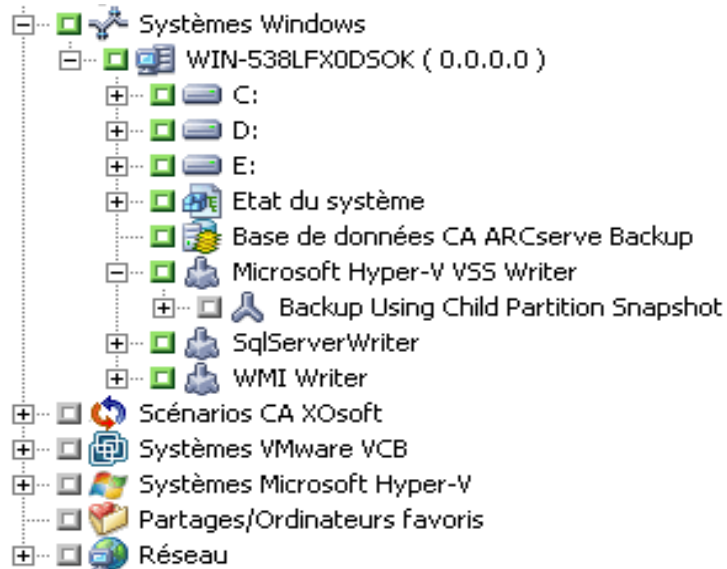 Systèmes Windows
WIN-538LFX0DSOK ( 0.0.0.0 )
C:
D:
E:
Etat du système
Base de données CA ARCserve Backup
Microsoft Hyper-V VSS Writer
Backup Using Child Partition Snapshot
SqlServerWriter
WMI Writer
Scénarios CA XOsoft
Systèmes VMware VCB
Systèmes Microsoft Hyper-V
Partages/Ordinateurs favoris
Réseau